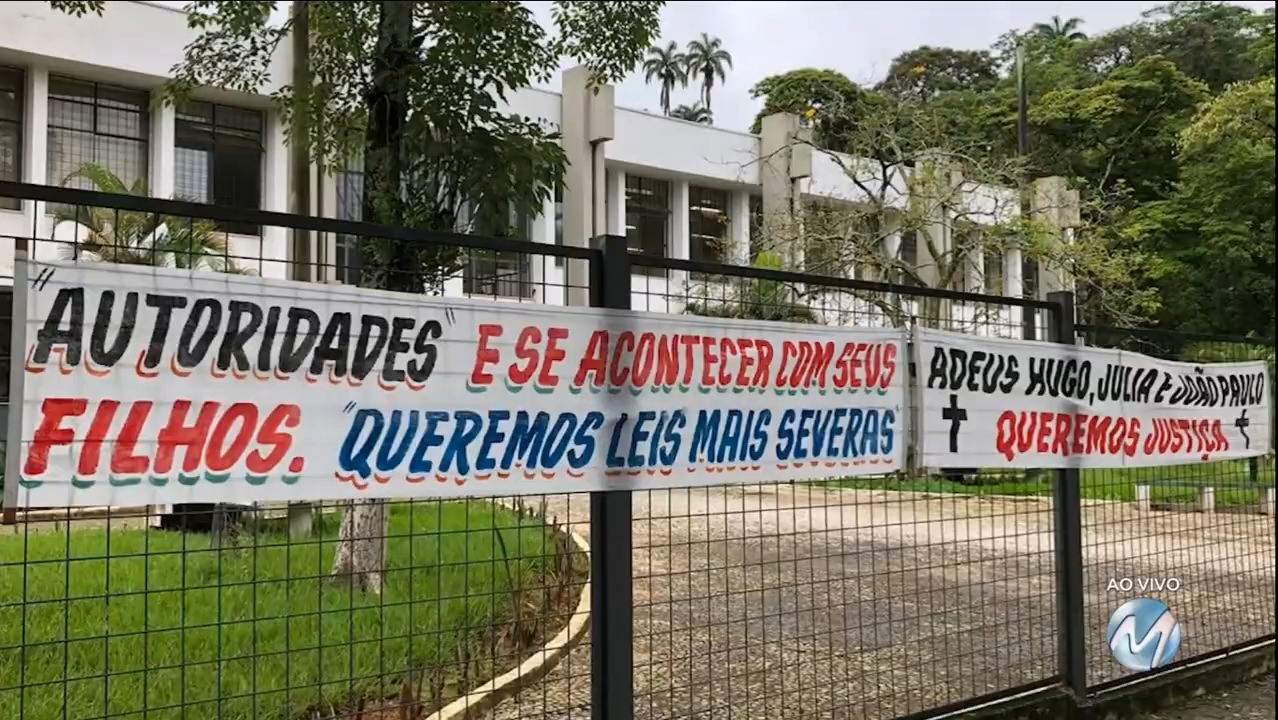 "AUTORIDADES" E SE ACONTECER COM SEUS
FILHOS. "QUEREMOS LEIS MAIS SEVERAS"
ADEUS HUGO, JULIA E JOÃO PAULO
QUEREMOS JUSTIÇA
AO VIVO
M